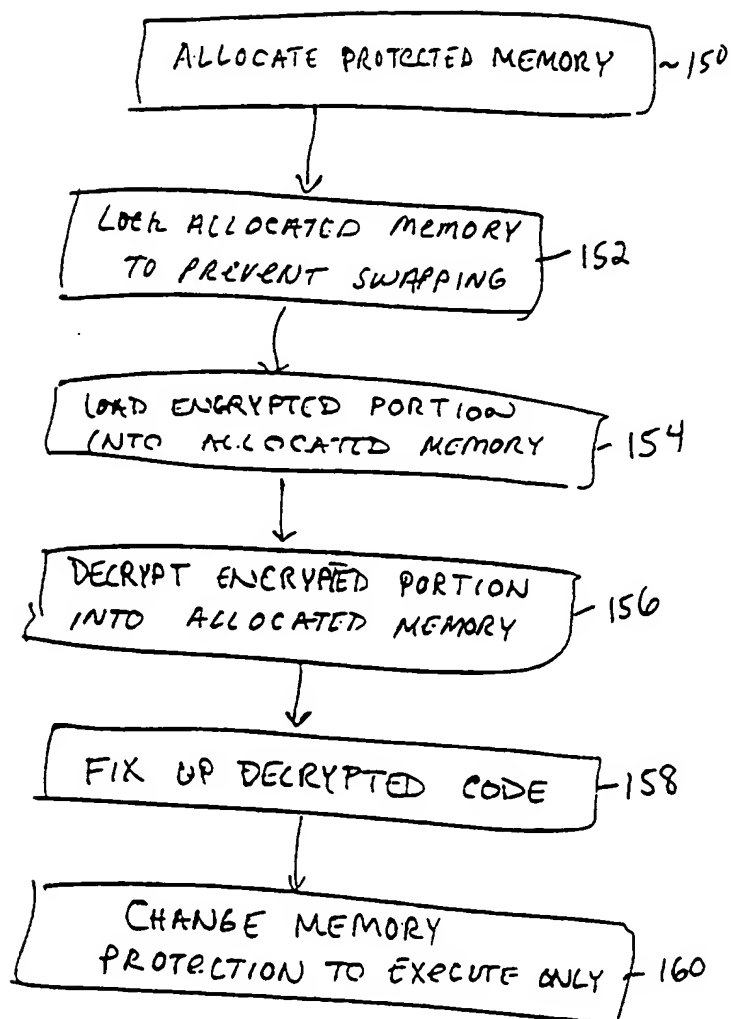 ALLOCATE PROTECTED MEMORY ~150
LOCK ALLOCATED MEMORY
TO PREVENT SWAPPING
152
LOAD ENCRYPTED PORTION
INTO ALLOCATED MEMORY
154
DECRYPT ENCRYPTED PORTION
INTO ALLOCATED MEMORY
156
FIX UP DECRYPTED CODE 158
CHANGE MEMORY
PROTECTION TO EXECUTE ONLY
160